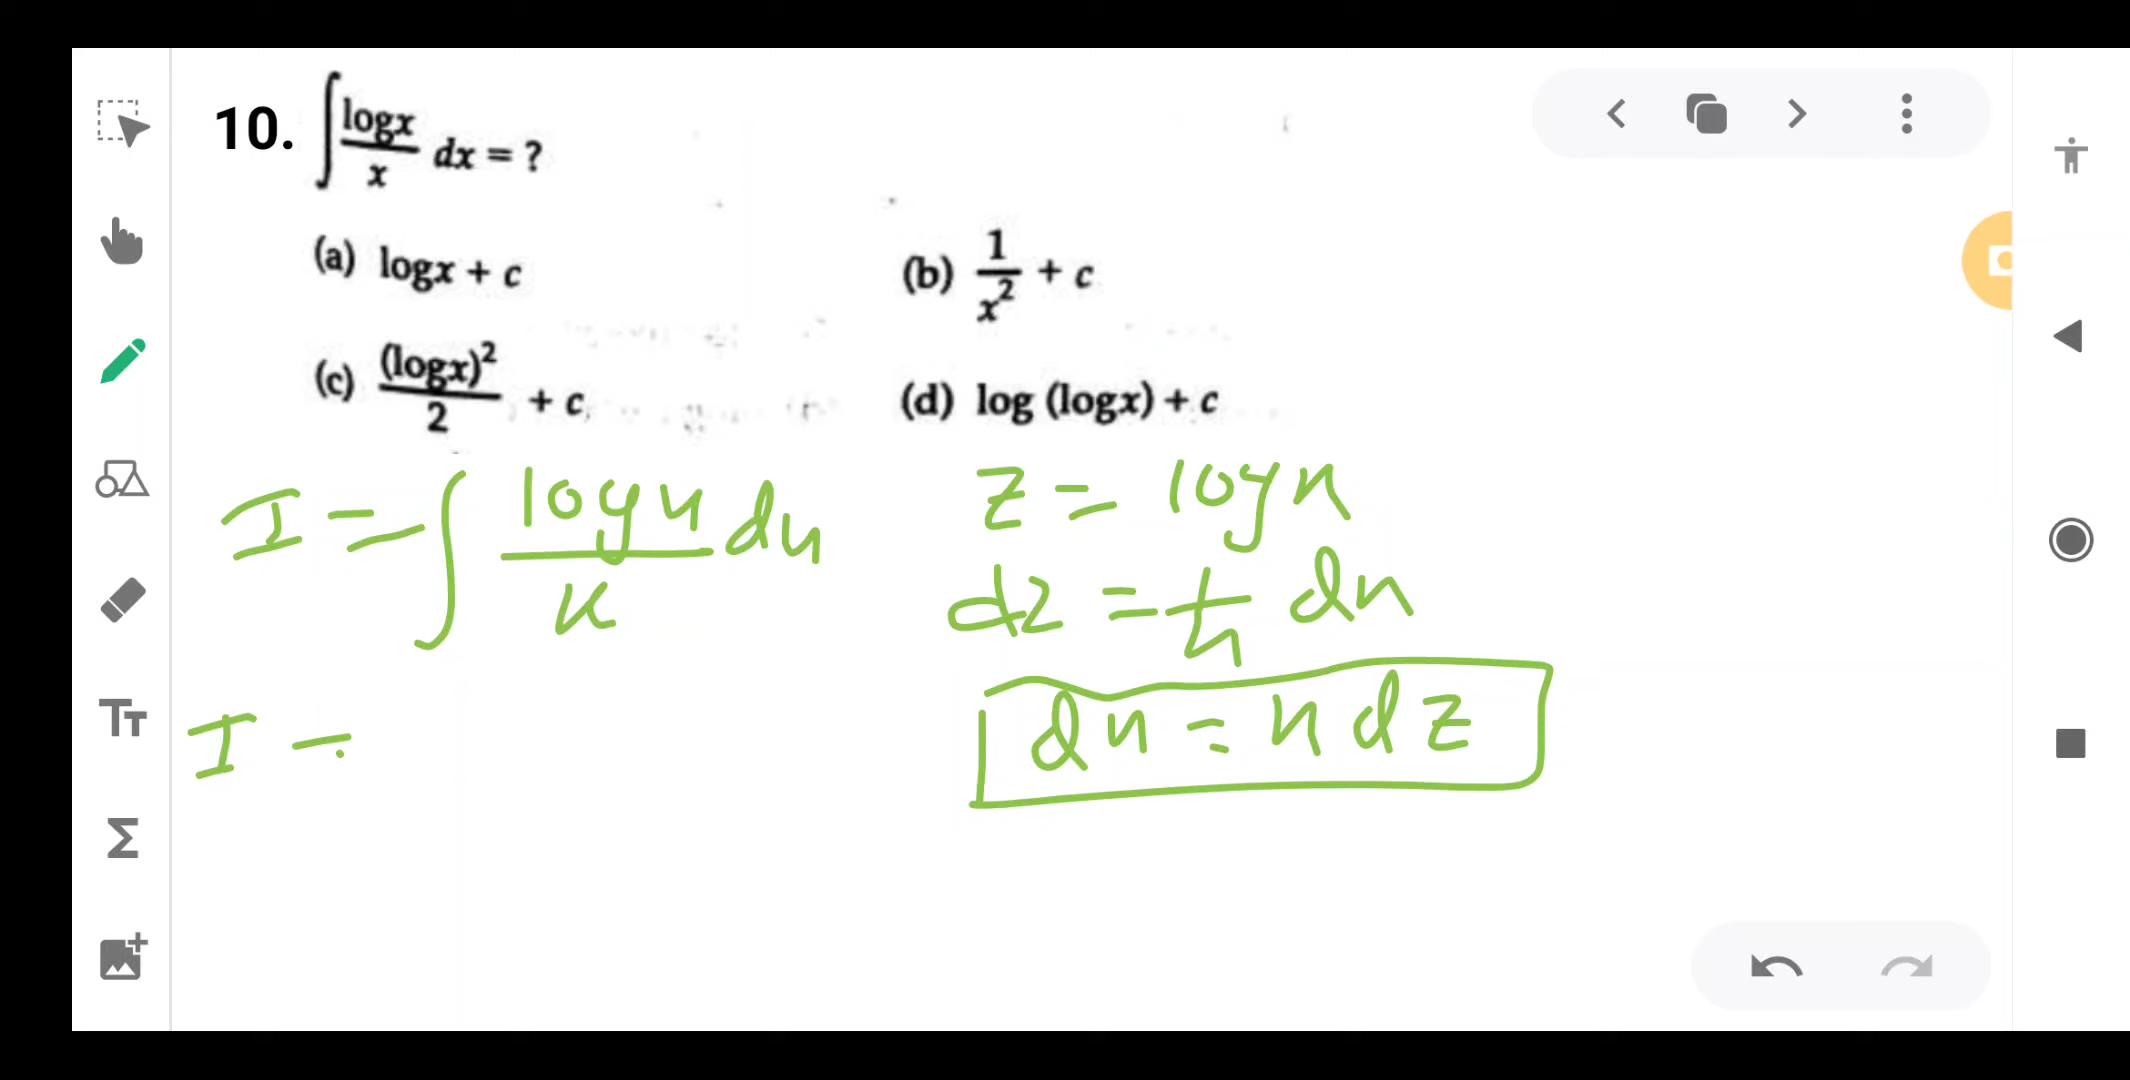 10. ∫ logx/x dx = ?
(a) logx + c
(b) 1/x² + c
(c) (logx)²/2 + c
(d) log (logx) + c
I = ∫ logx/x dx
z = logx
dz = 1/x dx
dx = x dz
I =
Tт
Σ